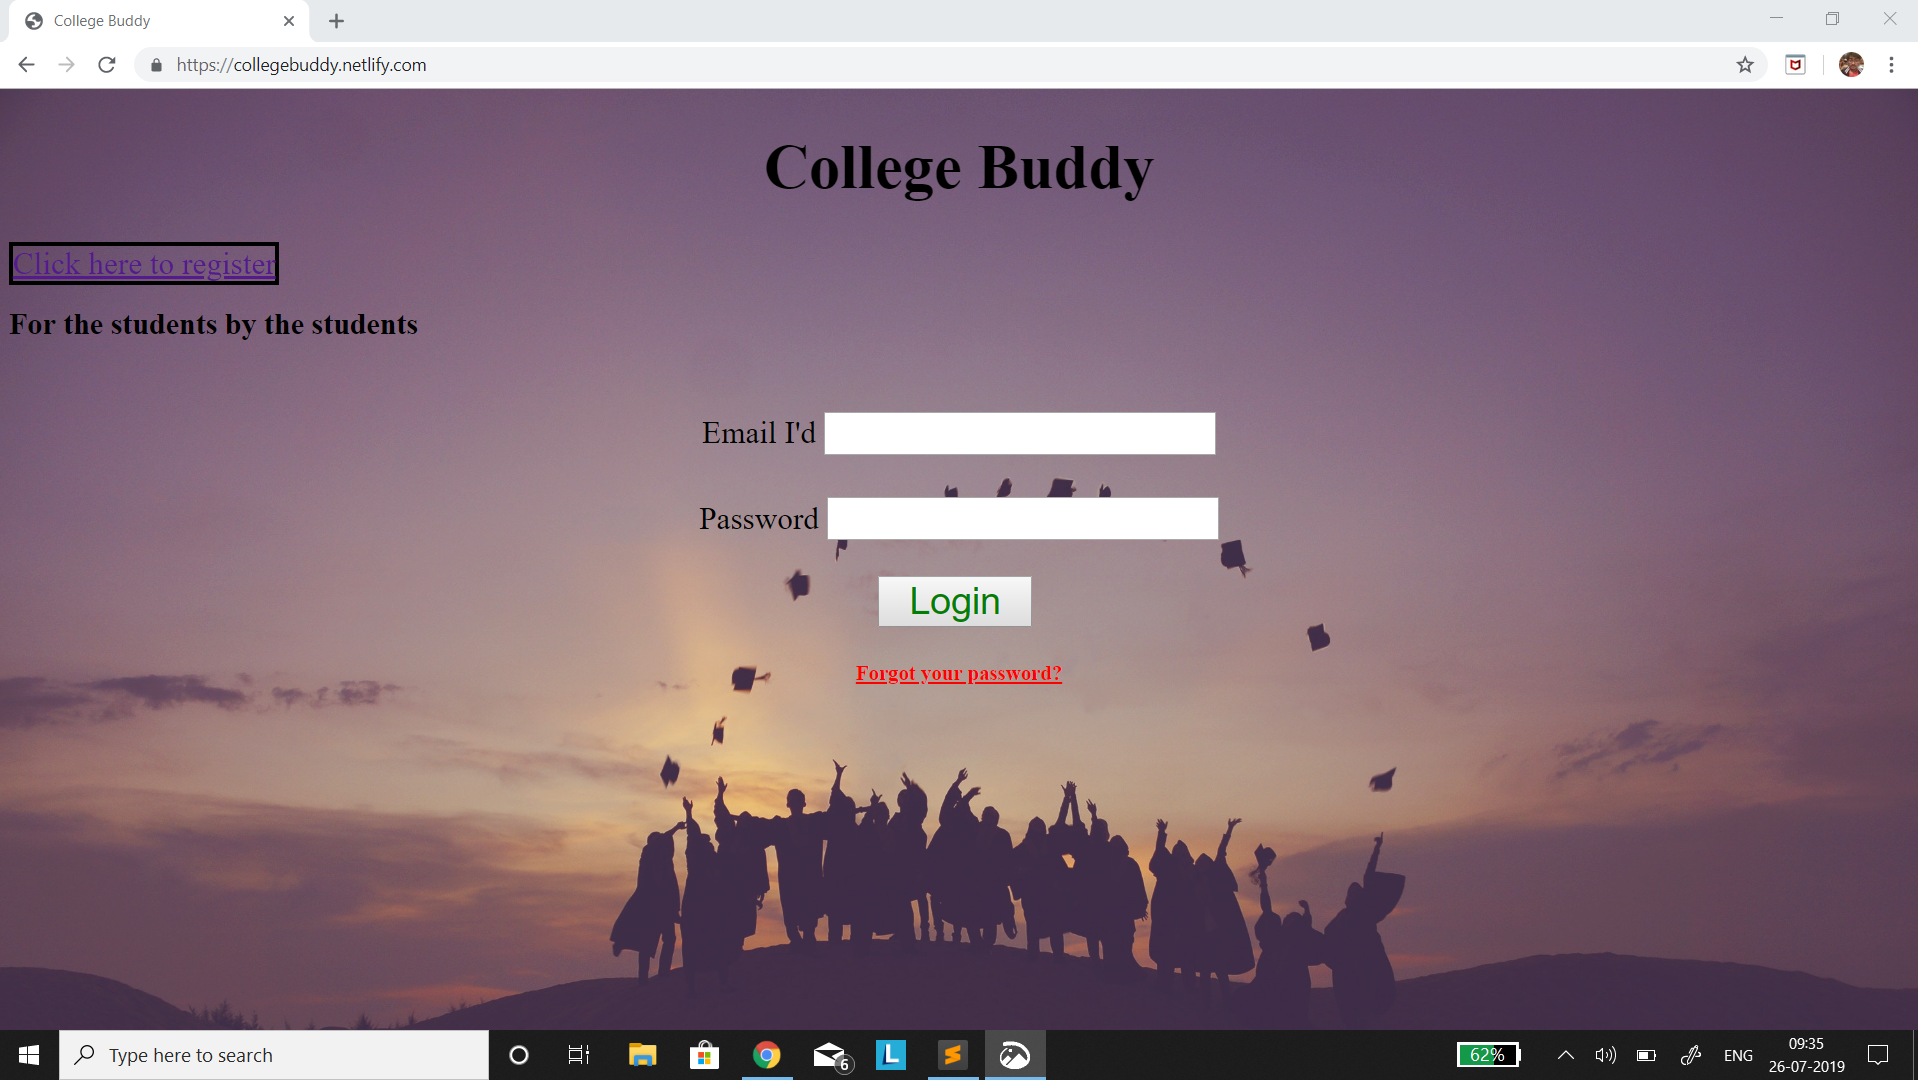 College Buddy
https://collegebuddy.netlify.com
College Buddy
Click here to register
For the students by the students
Email I'd
Password
Login
Forgot your password?
Type here to search
6
L
62%
ENG
09:35
26-07-2019